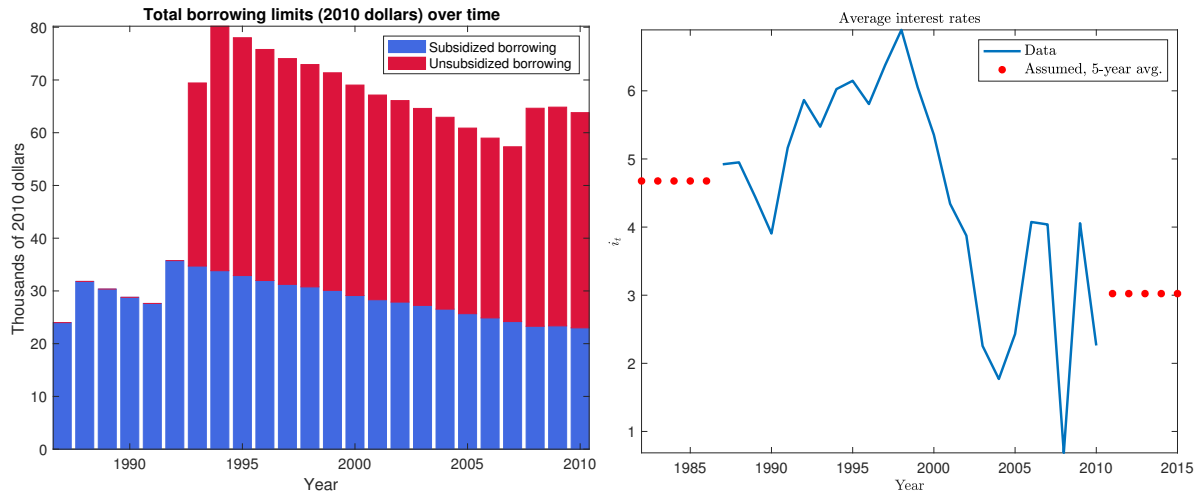 Total borrowing limits (2010 dollars) over time
80
70
60
50
40
30
20
10
0
Thousands of 2010 dollars
Subsidized borrowing
Unsubsidized borrowing
1990
1995
2000
2005
2010
Year
Average interest rates
6
5
4
3
2
1
i_t
Data
Assumed, 5-year avg.
1985
1990
1995
2000
2005
2010
2015
Year